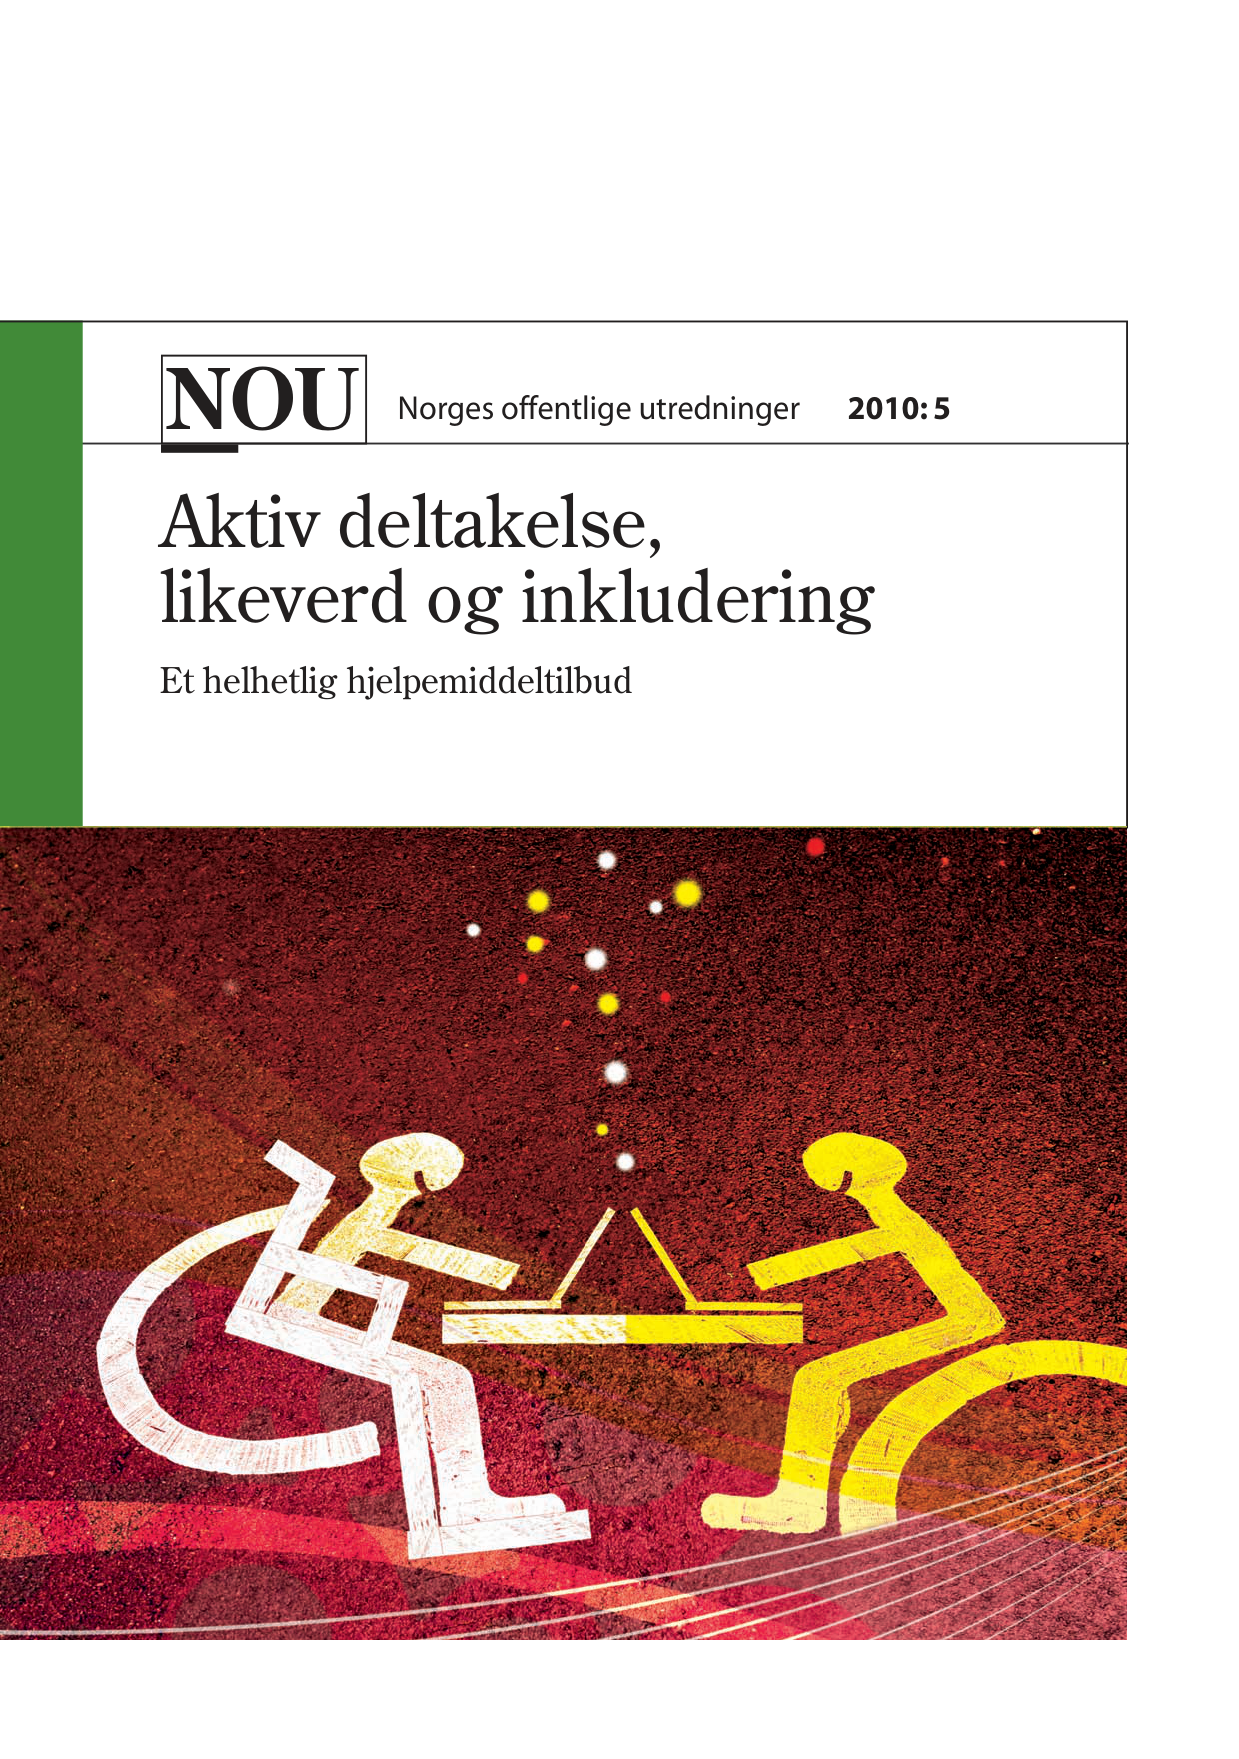 NOU Norges offentlige utredninger 2010: 5
Aktiv deltakelse,
likeverd og inkludering
Et helhetlig hjelpemiddeltilbud